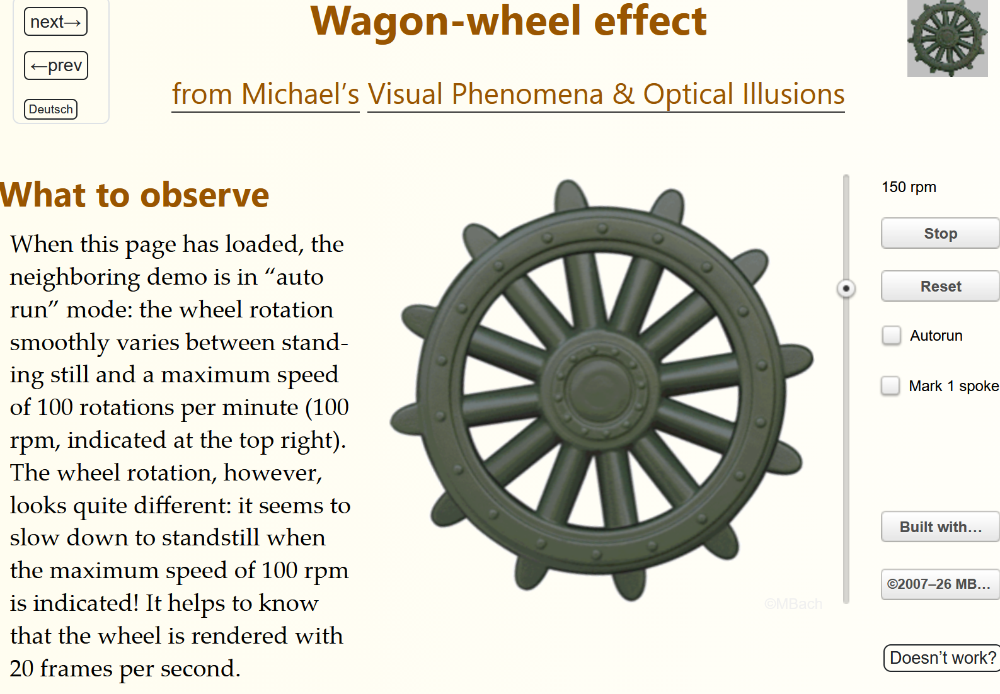 next→
←prev
Deutsch
Wagon-wheel effect
from Michael’s Visual Phenomena & Optical Illusions
What to observe
When this page has loaded, the
neighboring demo is in “auto
run” mode: the wheel rotation
smoothly varies between stand-
ing still and a maximum speed
of 100 rotations per minute (100
rpm, indicated at the top right).
The wheel rotation, however,
looks quite different: it seems to
slow down to standstill when
the maximum speed of 100 rpm
is indicated! It helps to know
that the wheel is rendered with
20 frames per second.
©MBach
150 rpm
Stop
Reset
Autorun
Mark 1 spoke
Built with…
©2007–26 MB…
Doesn’t work?